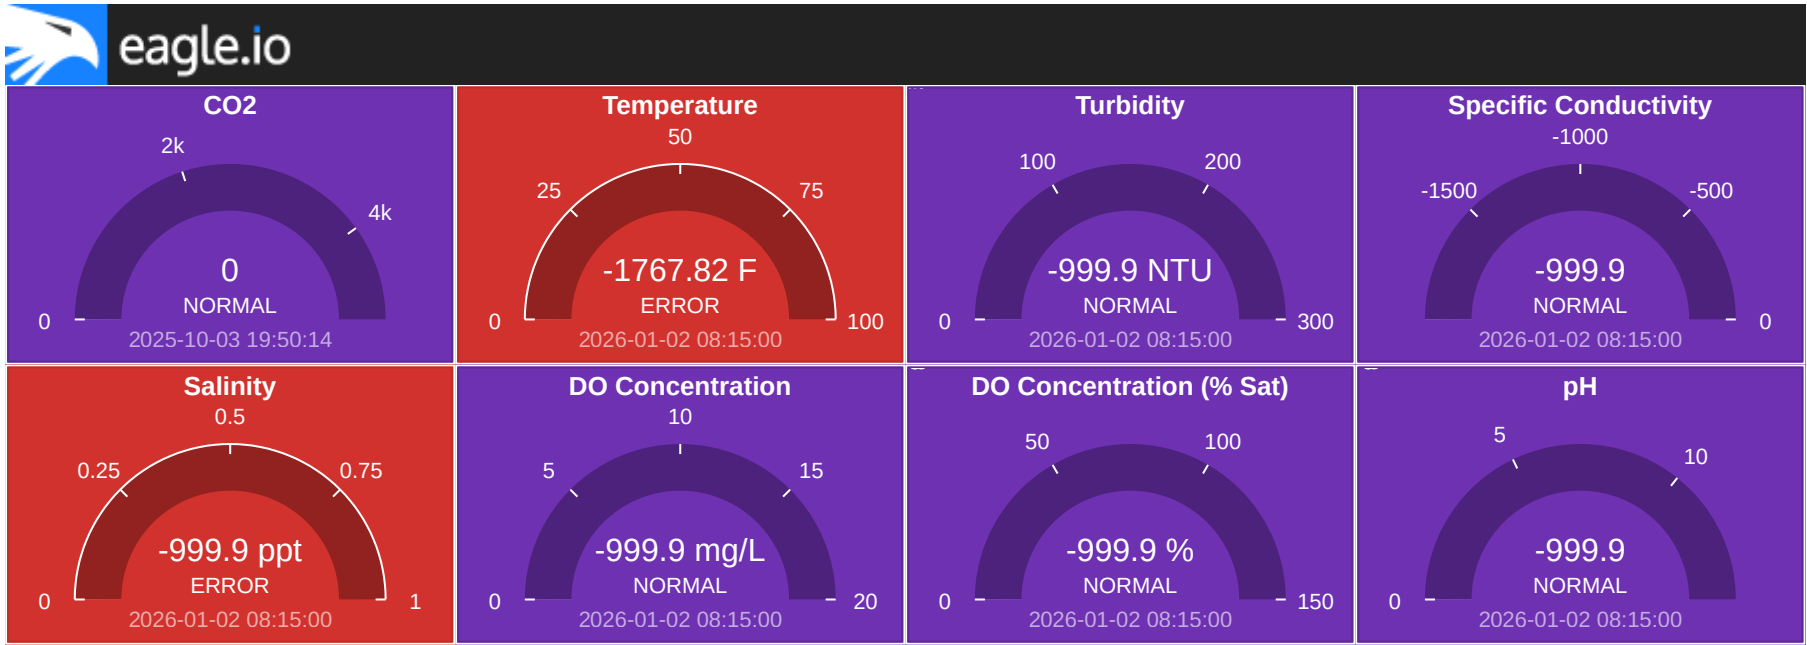 eagle.io
CO2
2k
4k
0
0
NORMAL
2025-10-03 19:50:14
Temperature
50
25
75
-1767.82 F
ERROR
0
100
2026-01-02 08:15:00
Turbidity
100
200
-999.9 NTU
NORMAL
0
300
2026-01-02 08:15:00
Specific Conductivity
-1000
-1500
-500
-999.9
NORMAL
0
2026-01-02 08:15:00
Salinity
0.5
0.25
0.75
-999.9 ppt
ERROR
0
1
2026-01-02 08:15:00
DO Concentration
10
5
15
-999.9 mg/L
NORMAL
0
20
2026-01-02 08:15:00
DO Concentration (% Sat)
50
100
-999.9 %
NORMAL
0
150
2026-01-02 08:15:00
pH
5
10
-999.9
NORMAL
0
2026-01-02 08:15:00